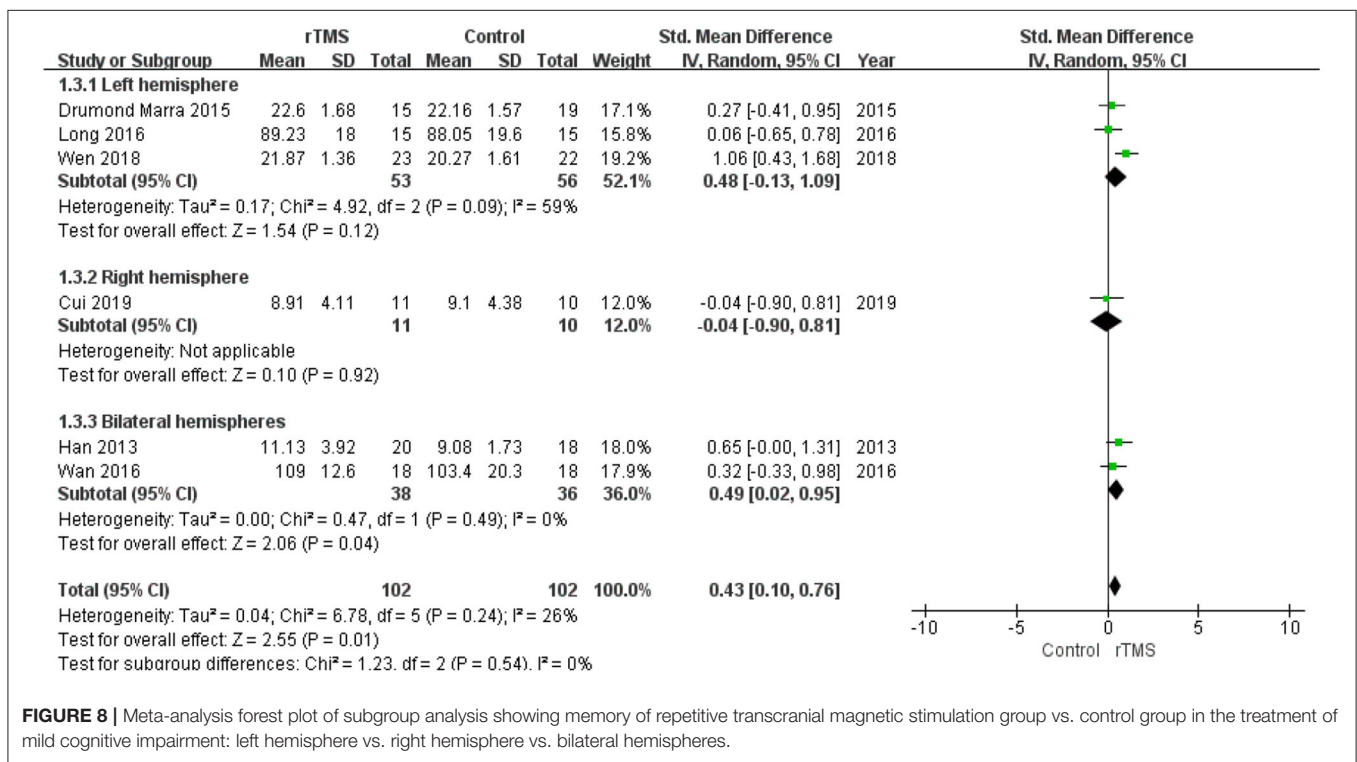 rTMS Control Std. Mean Difference Std. Mean Difference
Study or Subgroup Mean SD Total Mean SD Total Weight IV, Random, 95% CI Year IV, Random, 95% CI
1.3.1 Left hemisphere
Drumond Marra 2015 22.6 1.68 15 22.16 1.57 19 17.1% 0.27 [-0.41, 0.95] 2015
Long 2016 89.23 18 15 88.05 19.6 15 15.8% 0.06 [-0.65, 0.78] 2016
Wen 2018 21.87 1.36 23 20.27 1.61 22 19.2% 1.06 [0.43, 1.68] 2018
Subtotal (95% CI) 53 56 52.1% 0.48 [-0.13, 1.09]
Heterogeneity: Tau² = 0.17; Chi² = 4.92, df = 2 (P = 0.09); I² = 59%
Test for overall effect: Z = 1.54 (P = 0.12)
1.3.2 Right hemisphere
Cui 2019 8.91 4.11 11 9.1 4.38 10 12.0% -0.04 [-0.90, 0.81] 2019
Subtotal (95% CI) 11 10 12.0% -0.04 [-0.90, 0.81]
Heterogeneity: Not applicable
Test for overall effect: Z = 0.10 (P = 0.92)
1.3.3 Bilateral hemispheres
Han 2013 11.13 3.92 20 9.08 1.73 18 18.0% 0.65 [-0.00, 1.31] 2013
Wan 2016 109 12.6 18 103.4 20.3 18 17.9% 0.32 [-0.33, 0.98] 2016
Subtotal (95% CI) 38 36 36.0% 0.49 [0.02, 0.95]
Heterogeneity: Tau² = 0.00; Chi² = 0.47, df = 1 (P = 0.49); I² = 0%
Test for overall effect: Z = 2.06 (P = 0.04)
Total (95% CI) 102 102 100.0% 0.43 [0.10, 0.76]
Heterogeneity: Tau² = 0.04; Chi² = 6.78, df = 5 (P = 0.24); I² = 26%
Test for overall effect: Z = 2.55 (P = 0.01)
Test for subgroup differences: Chi² = 1.23, df = 2 (P = 0.54), I² = 0%
-10 -5 0 5 10
Control rTMS
FIGURE 8 | Meta-analysis forest plot of subgroup analysis showing memory of repetitive transcranial magnetic stimulation group vs. control group in the treatment of
mild cognitive impairment: left hemisphere vs. right hemisphere vs. bilateral hemispheres.